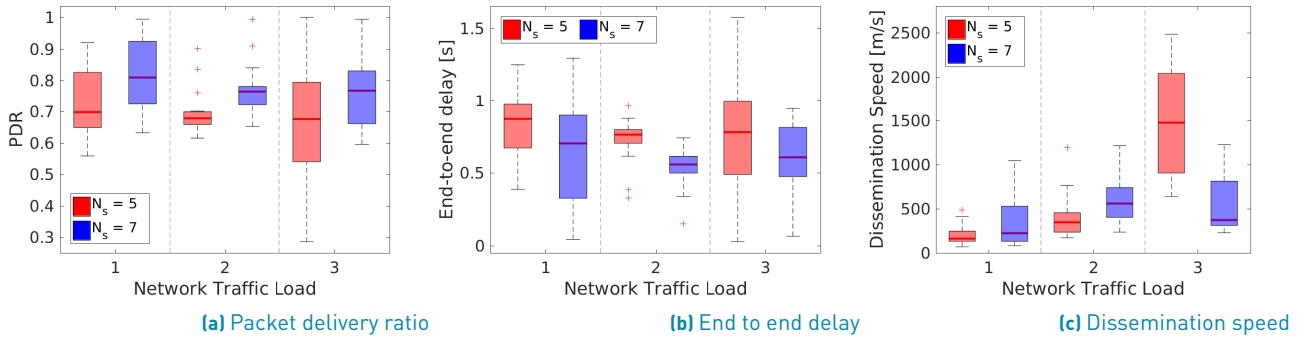 1
0.9
0.8
0.7
0.6
0.5
0.4
0.3
PDR
N_s = 5
N_s = 7
1 2 3
Network Traffic Load
(a) Packet delivery ratio
1.5
1
0.5
0
End-to-end delay [s]
N_s = 5 N_s = 7
1 2 3
Network Traffic Load
(b) End to end delay
2500
2000
1500
1000
500
0
Dissemination Speed [m/s]
N_s = 5
N_s = 7
1 2 3
Network Traffic Load
(c) Dissemination speed